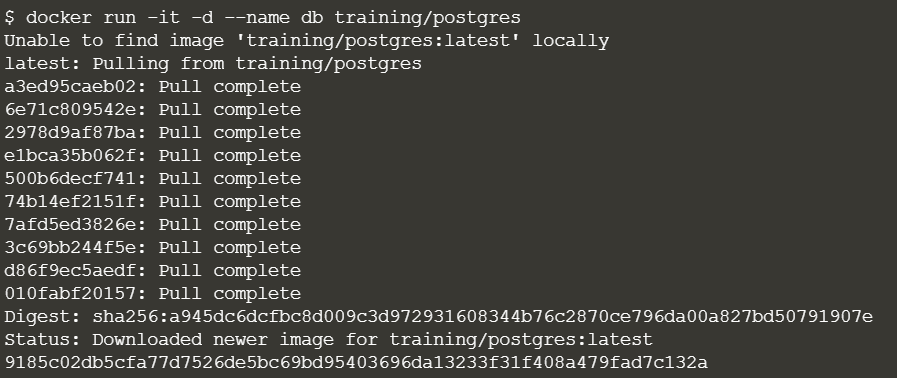 $ docker run -it -d --name db training/postgres
Unable to find image 'training/postgres:latest' locally
latest: Pulling from training/postgres
a3ed95caeb02: Pull complete
6e71c809542e: Pull complete
2978d9af87ba: Pull complete
e1bca35b062f: Pull complete
500b6decf741: Pull complete
74b14ef2151f: Pull complete
7afd5ed3826e: Pull complete
3c69bb244f5e: Pull complete
d86f9ec5aedf: Pull complete
010fabf20157: Pull complete
Digest: sha256:a945dc6dcfbc8d009c3d972931608344b76c2870ce796da00a827bd50791907e
Status: Downloaded newer image for training/postgres:latest
9185c02db5cfa77d7526de5bc69bd95403696da13233f31f408a479fad7c132a